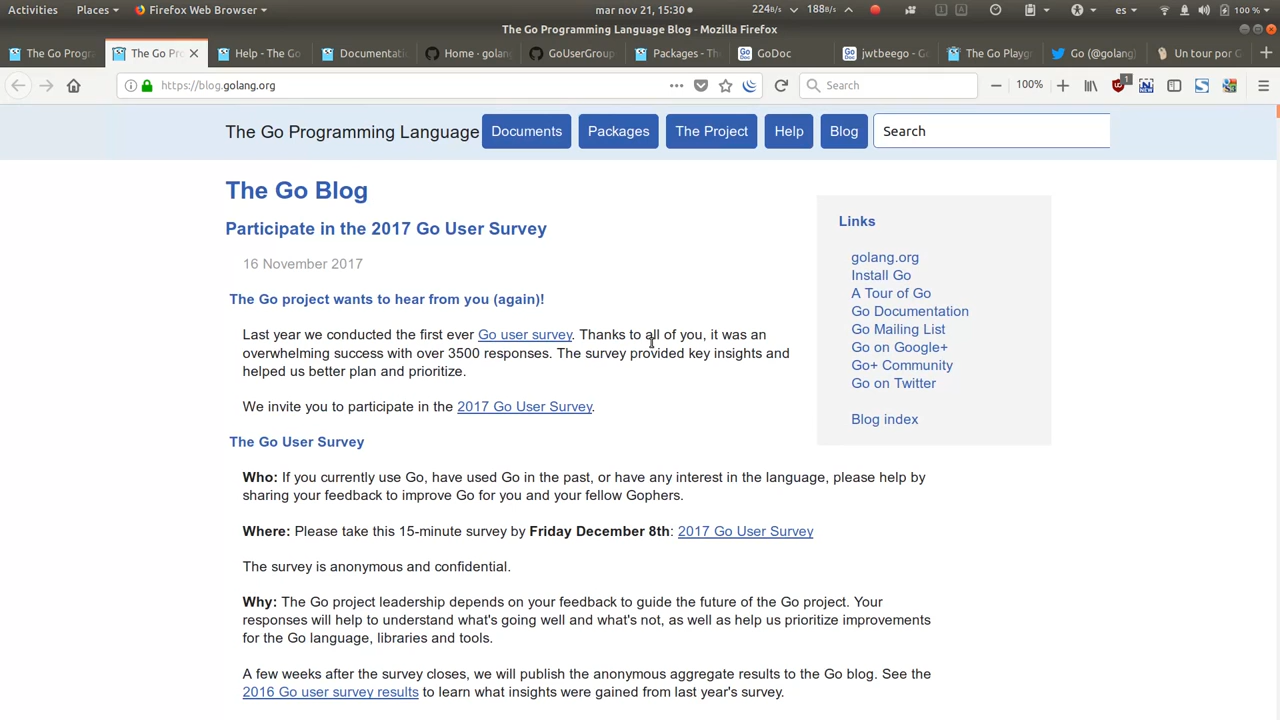 Activities Places Firefox Web Browser mar nov 21, 15:30 224B/s 188B/s 1 A es 100 %
The Go Programming Language Blog - Mozilla Firefox
The Go Progra The Go Pro Help - The Go Documentati Home · golang GoUserGroup Packages - The GoDoc jwtbeego - Go The Go Playg Go (@golang) Un tour por G
https://blog.golang.org Search 100% 1
The Go Programming Language Documents Packages The Project Help Blog Search
The Go Blog
Participate in the 2017 Go User Survey
16 November 2017
The Go project wants to hear from you (again)!
Last year we conducted the first ever Go user survey. Thanks to all of you, it was an
overwhelming success with over 3500 responses. The survey provided key insights and
helped us better plan and prioritize.
We invite you to participate in the 2017 Go User Survey.
The Go User Survey
Who: If you currently use Go, have used Go in the past, or have any interest in the language, please help by
sharing your feedback to improve Go for you and your fellow Gophers.
Where: Please take this 15-minute survey by Friday December 8th: 2017 Go User Survey
The survey is anonymous and confidential.
Why: The Go project leadership depends on your feedback to guide the future of the Go project. Your
responses will help to understand what's going well and what's not, as well as help us prioritize improvements
for the Go language, libraries and tools.
A few weeks after the survey closes, we will publish the anonymous aggregate results to the Go blog. See the
2016 Go user survey results to learn what insights were gained from last year's survey.
Links
golang.org
Install Go
A Tour of Go
Go Documentation
Go Mailing List
Go on Google+
Go+ Community
Go on Twitter
Blog index